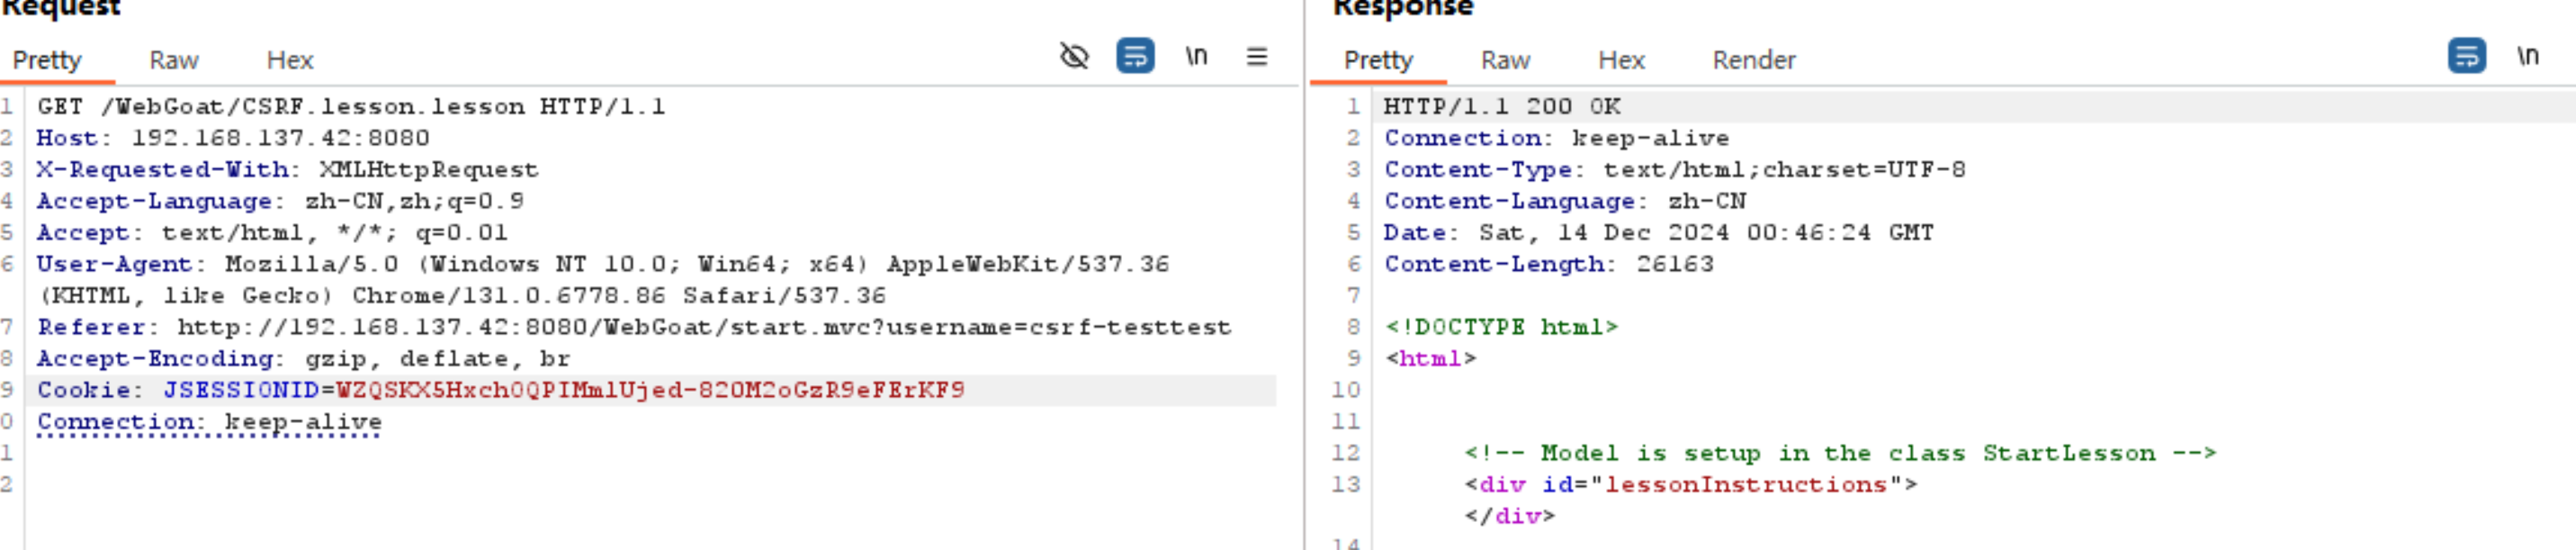 Request
Pretty Raw Hex \n
1 GET /WebGoat/CSRF.lesson.lesson HTTP/1.1
2 Host: 192.168.137.42:8080
3 X-Requested-With: XMLHttpRequest
4 Accept-Language: zh-CN,zh;q=0.9
5 Accept: text/html, */*; q=0.01
6 User-Agent: Mozilla/5.0 (Windows NT 10.0; Win64; x64) AppleWebKit/537.36
(KHTML, like Gecko) Chrome/131.0.6778.86 Safari/537.36
7 Referer: http://192.168.137.42:8080/WebGoat/start.mvc?username=csrf-testtest
8 Accept-Encoding: gzip, deflate, br
9 Cookie: JSESSIONID=WZQSKX5Hxch0QPIMmlUjed-820M2oGzR9eFErKF9
0 Connection: keep-alive
1
2
Response
Pretty Raw Hex Render \n
1 HTTP/1.1 200 OK
2 Connection: keep-alive
3 Content-Type: text/html;charset=UTF-8
4 Content-Language: zh-CN
5 Date: Sat, 14 Dec 2024 00:46:24 GMT
6 Content-Length: 26163
7
8 <!DOCTYPE html>
9 <html>
10
11
12 <!-- Model is setup in the class StartLesson -->
13 <div id="lessonInstructions">
</div>
14